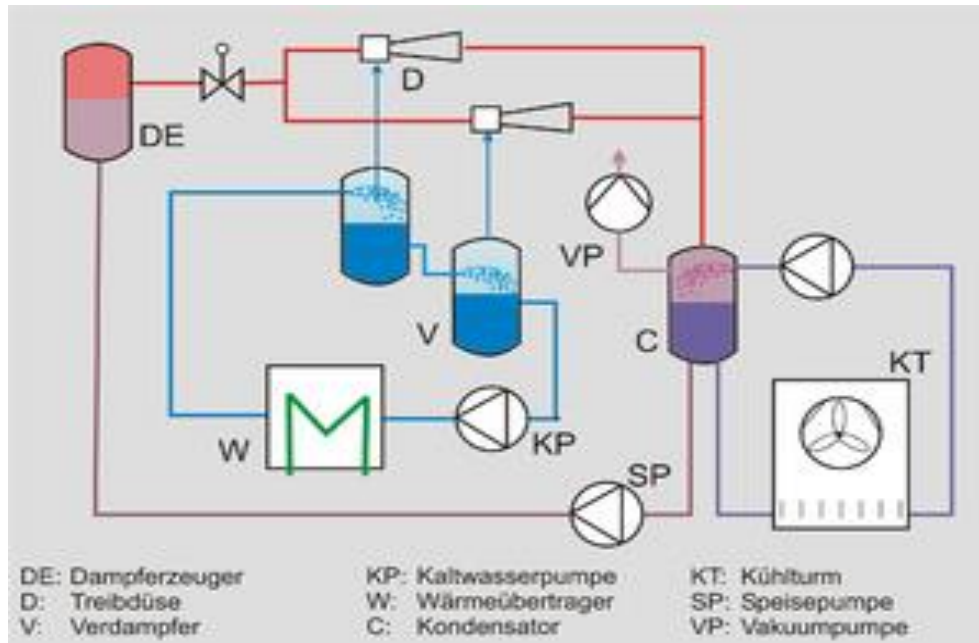 D
DE
VP
V
C
KT
W
KP
SP
DE: Dampferzeuger
D: Treibdüse
V: Verdampfer
KP: Kaltwasserpumpe
W: Wärmeübertrager
C: Kondensator
KT: Kühlturm
SP: Speisepumpe
VP: Vakuumpumpe